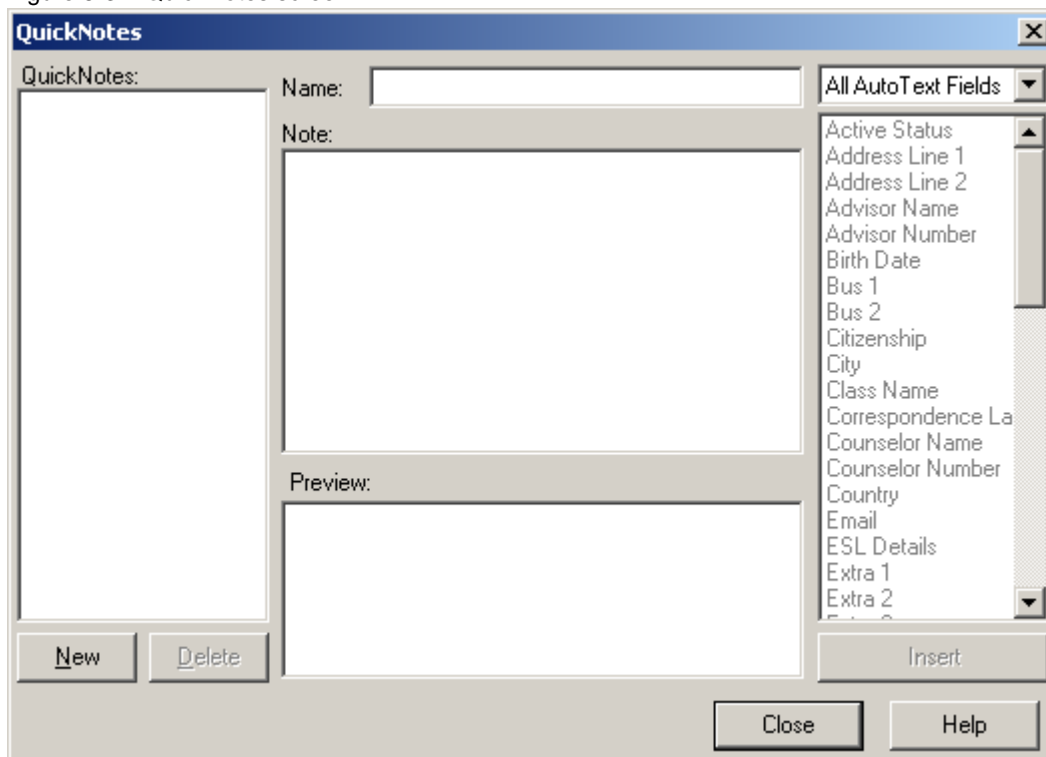 QuickNotes
QuickNotes:
Name:
Note:
Preview:
New
Delete
All AutoText Fields
Active Status
Address Line 1
Address Line 2
Advisor Name
Advisor Number
Birth Date
Bus 1
Bus 2
Citizenship
City
Class Name
Correspondence La
Counselor Name
Counselor Number
Country
Email
ESL Details
Extra 1
Extra 2
Insert
Close
Help